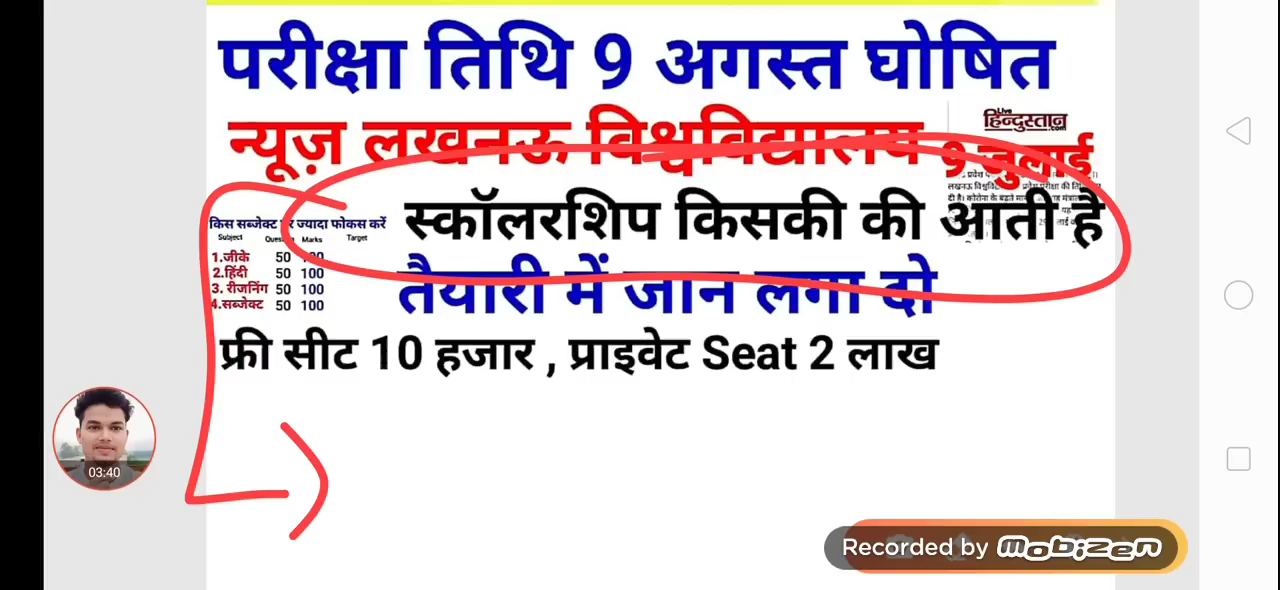 परीक्षा तिथि 9 अगस्त घोषित
न्यूज़ लखनऊ विश्वविद्यालय 9 जुलाई
Live
हिन्दुस्तान
.com
स्कॉलरशिप किसकी की आती है
किस सब्जेक्ट पर ज्यादा फोकस करें
Subject Question Marks Target
1.जीके 50 100
2.हिंदी 50 100
3. रीजनिंग 50 100
4.सब्जेक्ट 50 100
तैयारी में जान लगा दो
फ्री सीट 10 हजार , प्राइवेट Seat 2 लाख
03:40
Recorded by mobizen